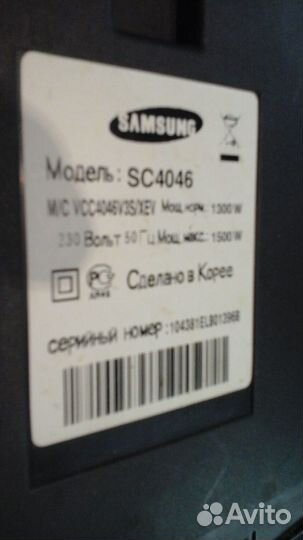 SAMSUNG
Модель: SC4046
M/C VCC4046V3S/XEV Мощ. норм.: 1300 W
230 Вольт 50 Гц Мощ. макс.: 1500 W
Сделано в Корее
серийный номер :104381ELB01396B
Avito